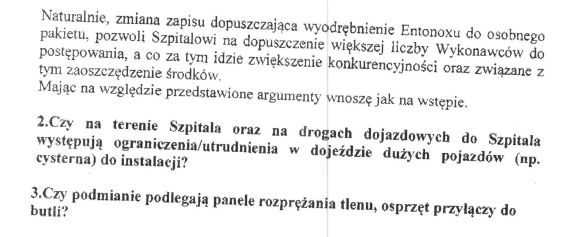 Naturalnie, zmiana zapisu dopuszczająca wyodrębnienie Entonoxu do osobnego
pakietu, pozwoli Szpitalowi na dopuszczenie większej liczby Wykonawców do
postępowania, a co za tym idzie zwiększenie konkurencyjności oraz związane z
tym zaoszczędzenie środków.
Mając na względzie przedstawione argumenty wnoszę jak na wstępie.
2.Czy na terenie Szpitala oraz na drogach dojazdowych do Szpitala
występują ograniczenia/utrudnienia w dojeździe dużych pojazdów (np.
cysterna) do instalacji?
3.Czy podmianie podlegają panele rozprężania tlenu, osprzęt przyłączy do
butli?